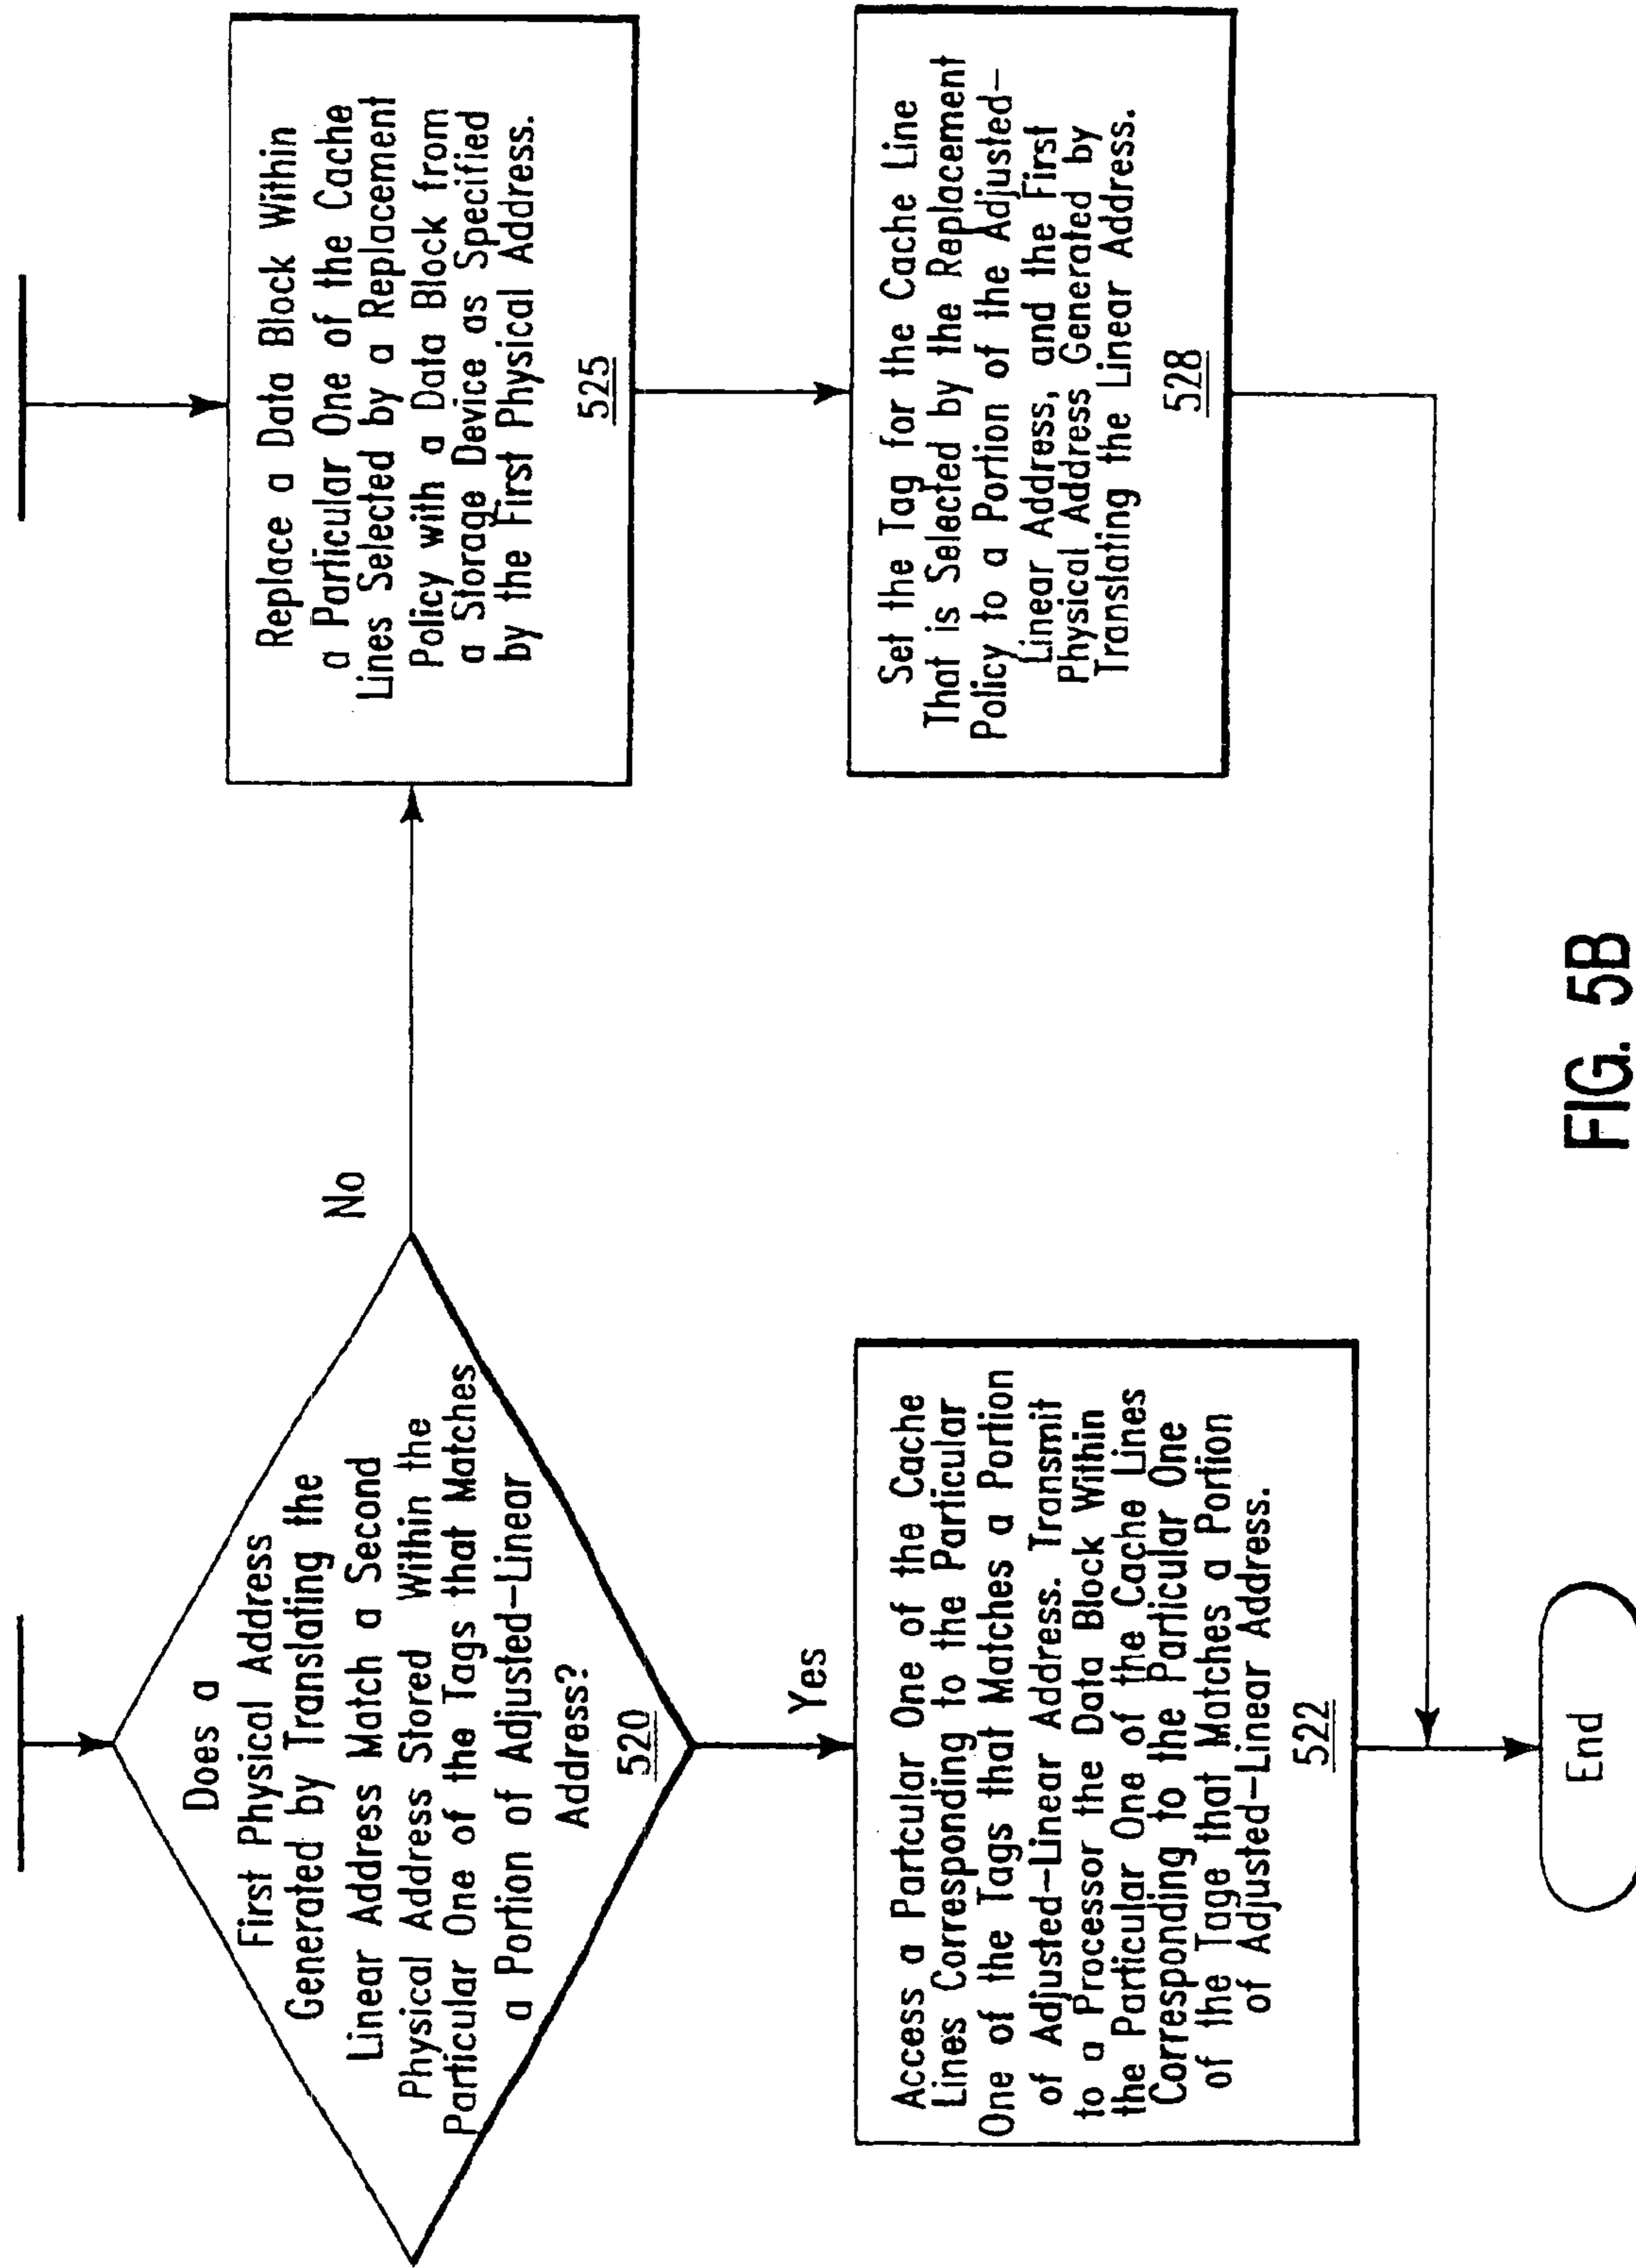 Does a
First Physical Address
Generated by Translating the
Linear Address Match a Second
Physical Address Stored Within the
Particular One of the Tags that Matches
a Portion of Adjusted-Linear
Address?
520
No
Yes
Replace a Data Block Within
a Particular One of the Cache
Lines Selected by a Replacement
Policy with a Data Block from
a Storage Device as Specified
by the First Physical Address.
525
Access a Partcular One of the Cache
Lines Corresponding to the Particular
One of the Tags that Matches a Portion
of Adjusted-Linear Address. Transmit
to a Processor the Data Block Within
the Particular One of the Cache Lines
Corresponding to the Particular One
of the Tage that Matches a Portion
of Adjusted-Linear Address.
522
Set the Tag for the Cache Line
That is Selected by the Replacement
Policy to a Portion of the Adjusted-
Linear Address, and the First
Physical Address Generated by
Translating the Linear Address.
528
End
FIG. 5B